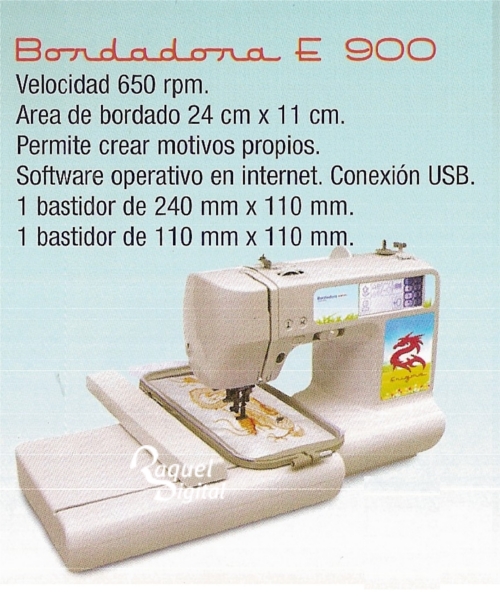 Bordadora E 900
Velocidad 650 rpm.
Area de bordado 24 cm x 11 cm.
Permite crear motivos propios.
Software operativo en internet. Conexión USB.
1 bastidor de 240 mm x 110 mm.
1 bastidor de 110 mm x 110 mm.
Bordadora
Enigma
Raquel
Digital